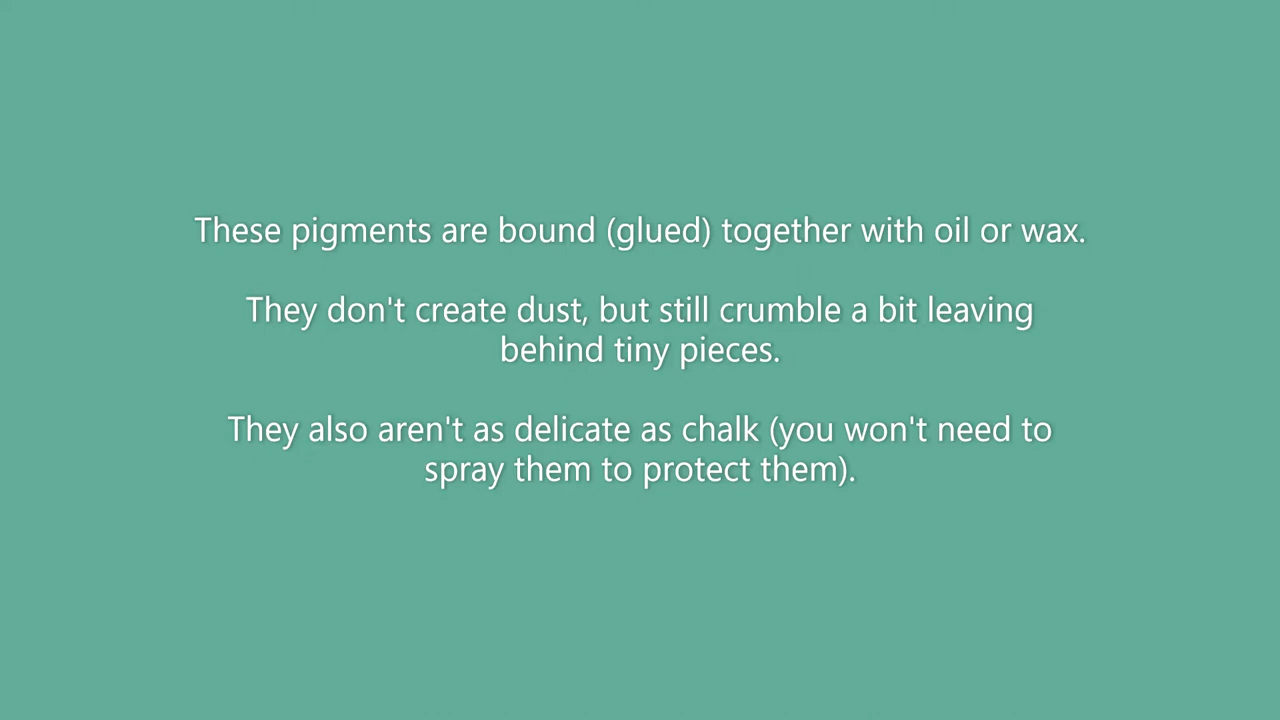 These pigments are bound (glued) together with oil or wax.
They don't create dust, but still crumble a bit leaving
behind tiny pieces.
They also aren't as delicate as chalk (you won't need to
spray them to protect them).